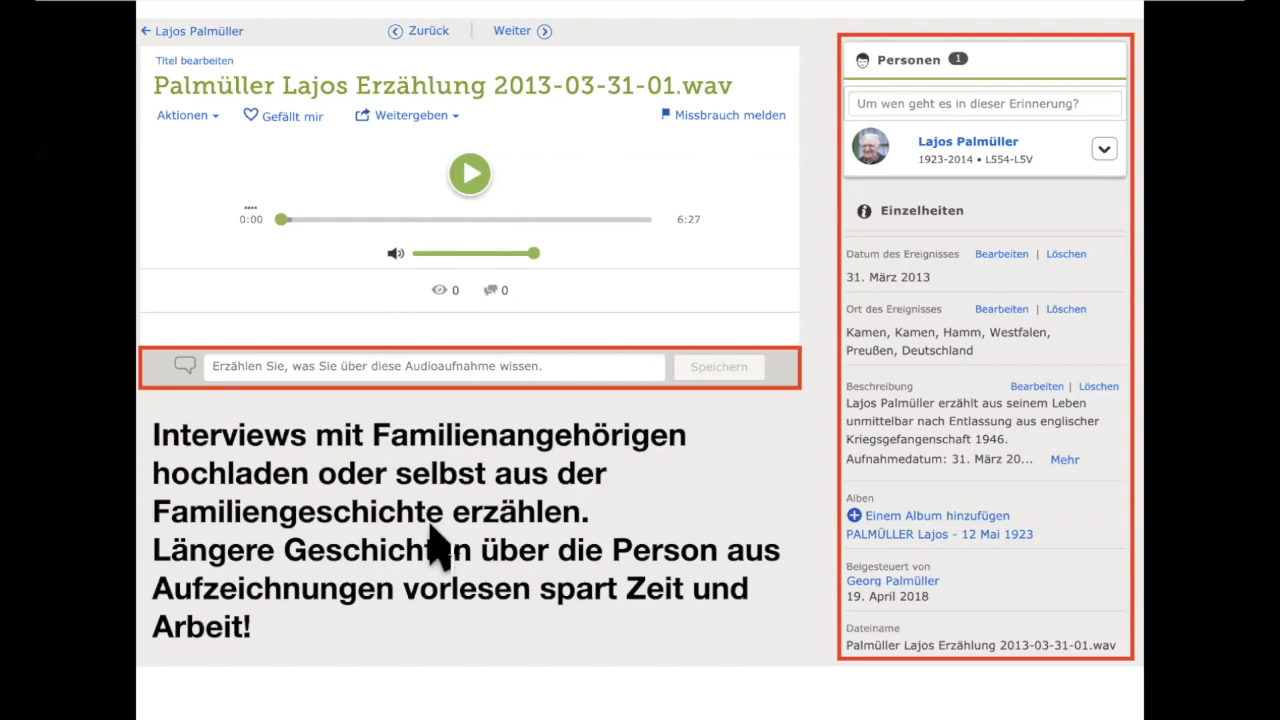 Lajos Palmüller
Zurück
Weiter
Titel bearbeiten
Palmüller Lajos Erzählung 2013-03-31-01.wav
Aktionen
Gefällt mir
Weitergeben
Missbrauch melden
0:00
6:27
0
0
Erzählen Sie, was Sie über diese Audioaufnahme wissen.
Speichern
Interviews mit Familienangehörigen
hochladen oder selbst aus der
Familiengeschichte erzählen.
Längere Geschichten über die Person aus
Aufzeichnungen vorlesen spart Zeit und
Arbeit!
Personen 1
Um wen geht es in dieser Erinnerung?
Lajos Palmüller
1923-2014 • L554-L5V
Einzelheiten
Datum des Ereignisses Bearbeiten | Löschen
31. März 2013
Ort des Ereignisses Bearbeiten | Löschen
Kamen, Kamen, Hamm, Westfalen,
Preußen, Deutschland
Beschreibung Bearbeiten | Löschen
Lajos Palmüller erzählt aus seinem Leben
unmittelbar nach Entlassung aus englischer
Kriegsgefangenschaft 1946.
Aufnahmedatum: 31. März 20... Mehr
Alben
Einem Album hinzufügen
PALMÜLLER Lajos - 12 Mai 1923
Beigesteuert von
Georg Palmüller
19. April 2018
Dateiname
Palmüller Lajos Erzählung 2013-03-31-01.wav